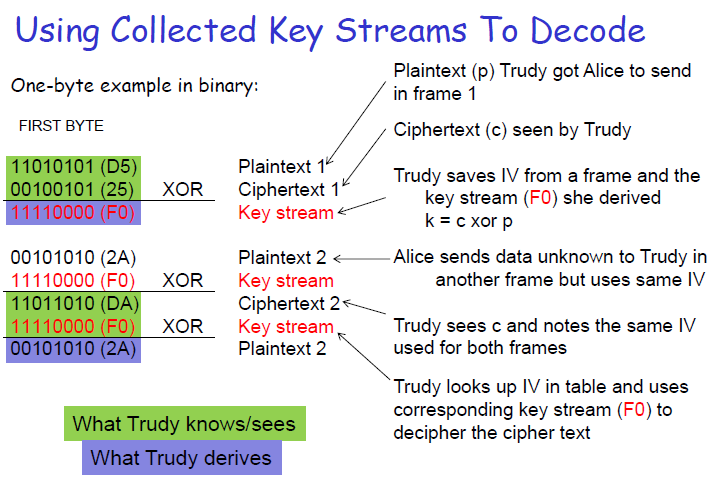 Using Collected Key Streams To Decode
One-byte example in binary:
FIRST BYTE
11010101 (D5) Plaintext 1
00100101 (25) XOR Ciphertext 1
11110000 (F0) Key stream
00101010 (2A) Plaintext 2
11110000 (F0) XOR Key stream
11011010 (DA) Ciphertext 2
11110000 (F0) XOR Key stream
00101010 (2A) Plaintext 2
Plaintext (p) Trudy got Alice to send
in frame 1
Ciphertext (c) seen by Trudy
Trudy saves IV from a frame and the
key stream (F0) she derived
k = c xor p
Alice sends data unknown to Trudy in
another frame but uses same IV
Trudy sees c and notes the same IV
used for both frames
Trudy looks up IV in table and uses
corresponding key stream (F0) to
decipher the cipher text
What Trudy knows/sees
What Trudy derives